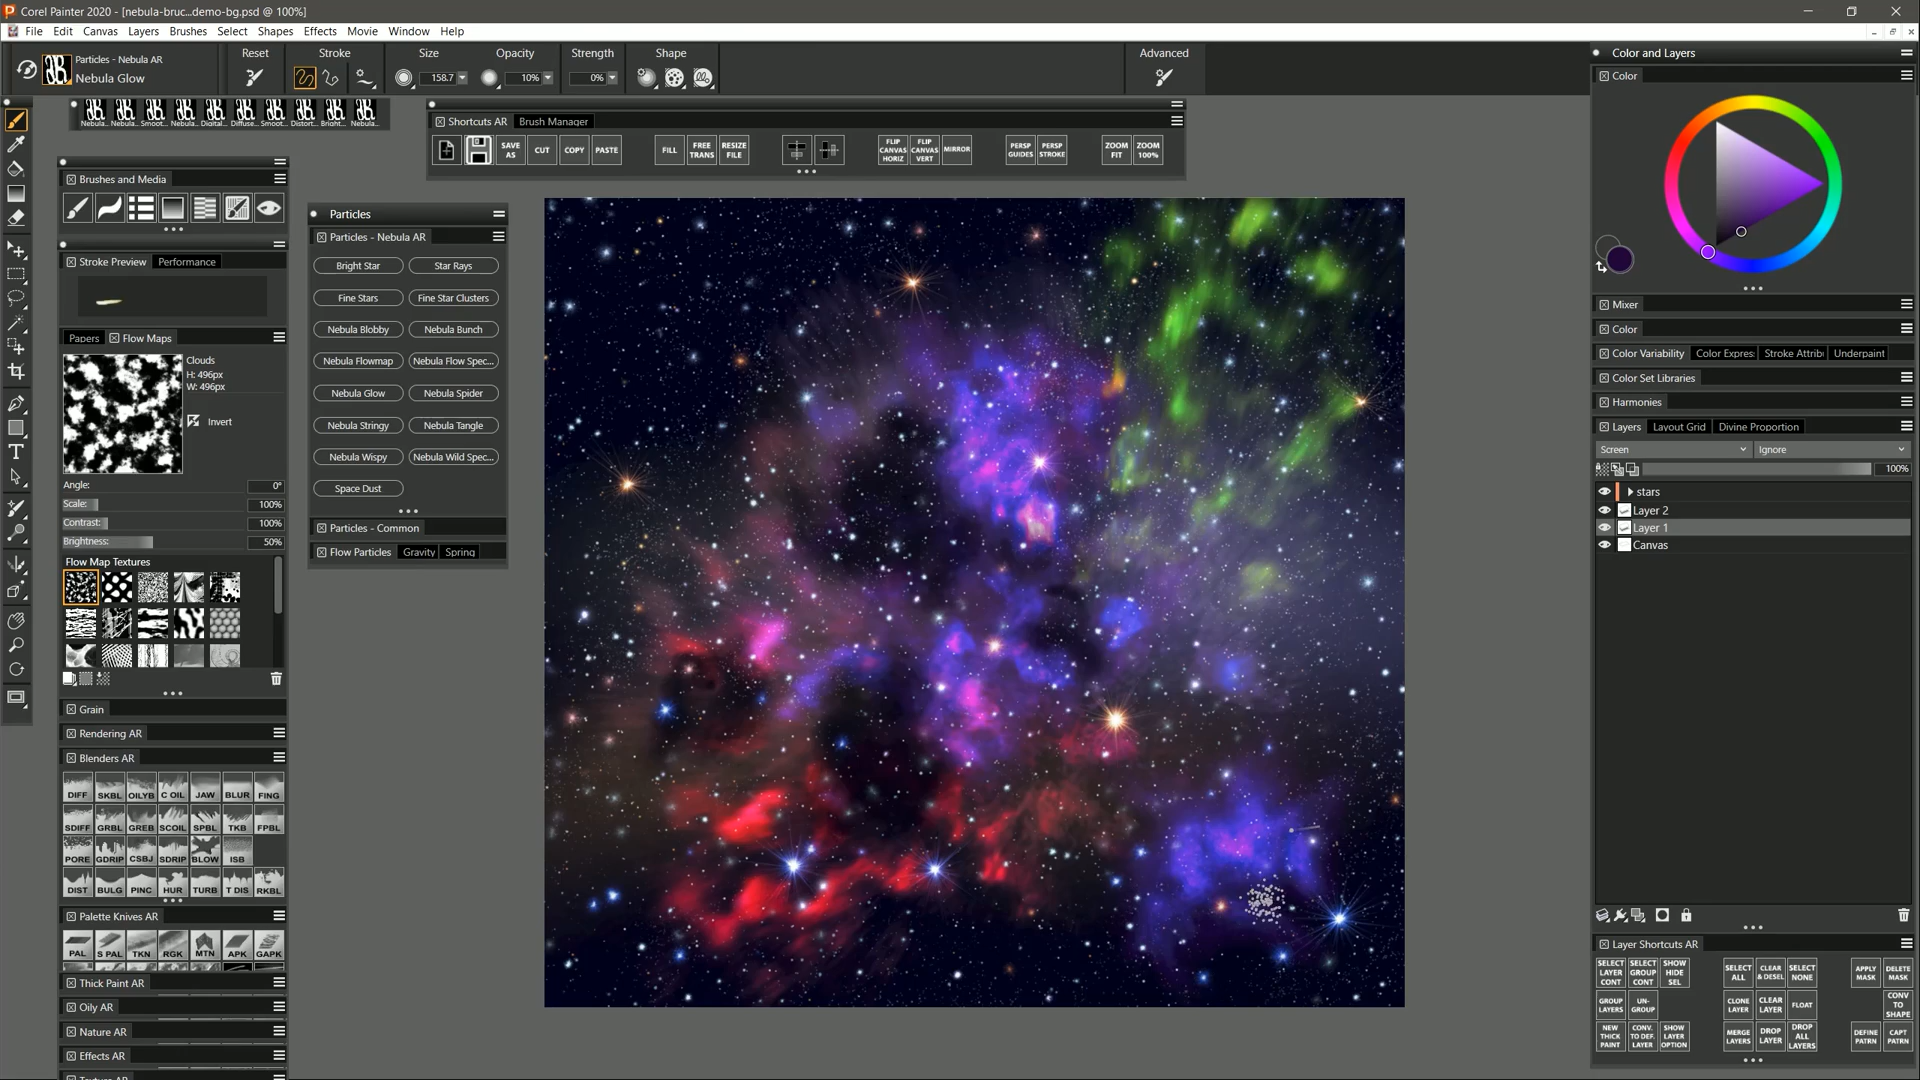 Corel Painter 2020 - [nebula-bruc...demo-bg.psd @ 100%]
File Edit Canvas Layers Brushes Select Shapes Effects Movie Window Help
Particles - Nebula AR
Nebula Glow
Reset Stroke Size Opacity Strength Shape Advanced
158.7 10% 0%
Nebula... Nebula... Smoot... Nebula... Digital... Diffuse... Smoot... Distort... Bright... Nebula...
Shortcuts AR Brush Manager
SAVE AS
CUT
COPY
PASTE
FILL
FREE TRANS
RESIZE FILE
FLIP CANVAS HORIZ
FLIP CANVAS VERT
MIRROR
PERSP GUIDES
PERSP STROKE
ZOOM FIT
ZOOM 100%
Brushes and Media
Stroke Preview Performance
Papers Flow Maps
Clouds
H: 496px
W: 496px
Invert
Angle: 0°
Scale: 100%
Contrast: 100%
Brightness: 50%
Flow Map Textures
Grain
Rendering AR
Blenders AR
DIFF SKBL OILYB C OIL JAW BLUR FING
SDIFF GRBL GREB SCOIL SPBL TKB FPBL
PORE GDRIP CSBJ SDRIP BLOW ISB
DIST BULG PINC HUR TURB T DIS RKBL
Palette Knives AR
PAL S PAL TKN RGK MTN APK GAPK
Thick Paint AR
Oily AR
Nature AR
Effects AR
Particles
Particles - Nebula AR
Bright Star Star Rays
Fine Stars Fine Star Clusters
Nebula Blobby Nebula Bunch
Nebula Flowmap Nebula Flow Spec...
Nebula Glow Nebula Spider
Nebula Stringy Nebula Tangle
Nebula Wispy Nebula Wild Spec...
Space Dust
Particles - Common
Flow Particles Gravity Spring
Color and Layers
Color
Mixer
Color
Color Variability Color Expres Stroke Attrib Underpaint
Color Set Libraries
Harmonies
Layers Layout Grid Divine Proportion
Screen Ignore
100%
stars
Layer 2
Layer 1
Canvas
Layer Shortcuts AR
SELECT LAYER CONT
SELECT GROUP CONT
SHOW HIDE SEL
SELECT ALL
CLEAR & DESEL
SELECT NONE
APPLY MASK
DELETE MASK
GROUP LAYERS
UN-GROUP
CLONE LAYER
CLEAR LAYER
FLOAT
CONV TO SHAPE
NEW THICK PAINT
CONV. TO DEF. LAYER
SHOW LAYER OPTION
MERGE LAYERS
DROP LAYER
DROP ALL LAYERS
DEFINE PATRN
CAPT PATRN